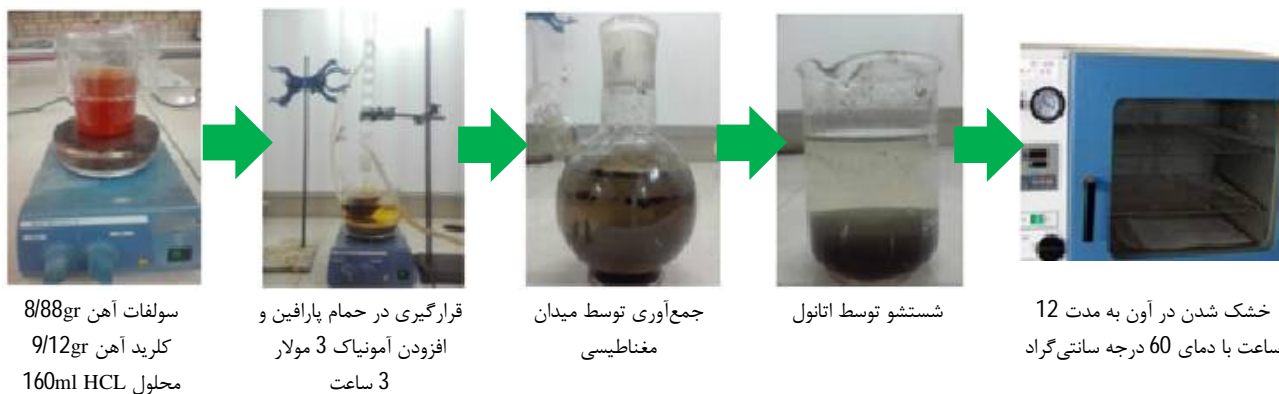 سولفات آهن 8/88gr
کلرید آهن 9/12gr
محلول 160ml HCL
قرارگیری در حمام پارافین و
افزودن آمونیاک 3 مولار
3 ساعت
جمع‌آوری توسط میدان
مغناطیسی
شستشو توسط اتانول
خشک شدن در آون به مدت 12
ساعت با دمای 60 درجه سانتی‌گراد